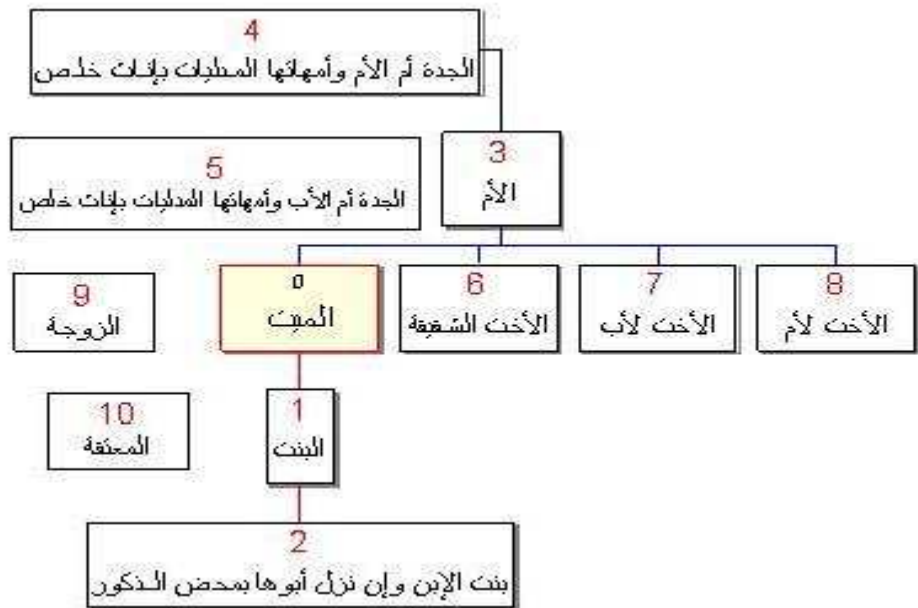 4
الجدة أم الأم وأمهاتها المدليات بإناث خلص
3
الأم
5
الجدة أم الأب وأمهاتها المدليات بإناث خلص
9
الزوجة
0
الميت
6
الأخت الشقيقة
7
الأخت لأب
8
الأخت لأم
10
المعتقة
1
البنت
2
بنت الإبن وإن نزل أبوها بمحض الذكور